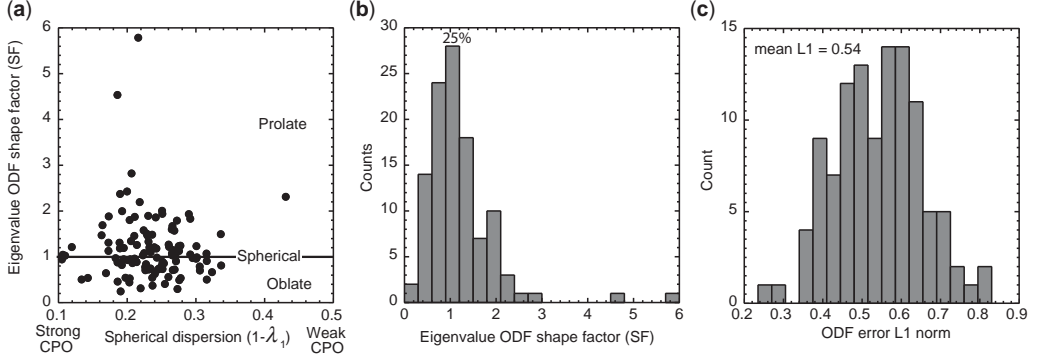 (a)
Eigenvalue ODF shape factor (SF)
6
5
4
3
2
1
0
Prolate
Spherical
Oblate
0.1 0.2 0.3 0.4 0.5
Strong CPO
Spherical dispersion (1-λ1)
Weak CPO
(b)
Counts
30
25
20
15
10
5
0
25%
0 1 2 3 4 5 6
Eigenvalue ODF shape factor (SF)
(c)
Count
15
10
5
0
mean L1 = 0.54
0.2 0.3 0.4 0.5 0.6 0.7 0.8 0.9
ODF error L1 norm